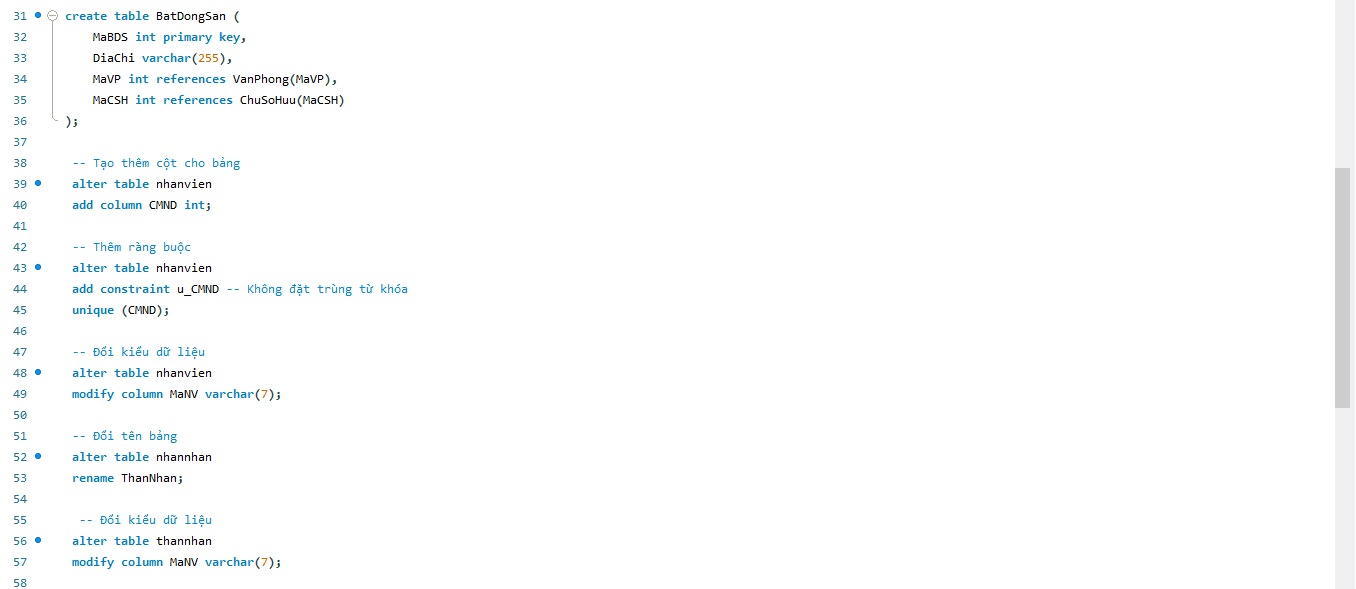 31 create table BatDongSan (
32 MaBDS int primary key,
33 DiaChi varchar(255),
34 MaVP int references VanPhong(MaVP),
35 MaCSH int references ChuSoHuu(MaCSH)
36 );
37
38 -- Tạo thêm cột cho bảng
39 alter table nhanvien
40 add column CMND int;
41
42 -- Thêm ràng buộc
43 alter table nhanvien
44 add constraint u_CMND -- Không đặt trùng từ khóa
45 unique (CMND);
46
47 -- Đổi kiểu dữ liệu
48 alter table nhanvien
49 modify column MaNV varchar(7);
50
51 -- Đổi tên bảng
52 alter table nhannhan
53 rename ThanNhan;
54
55 -- Đổi kiểu dữ liệu
56 alter table thannhan
57 modify column MaNV varchar(7);
58